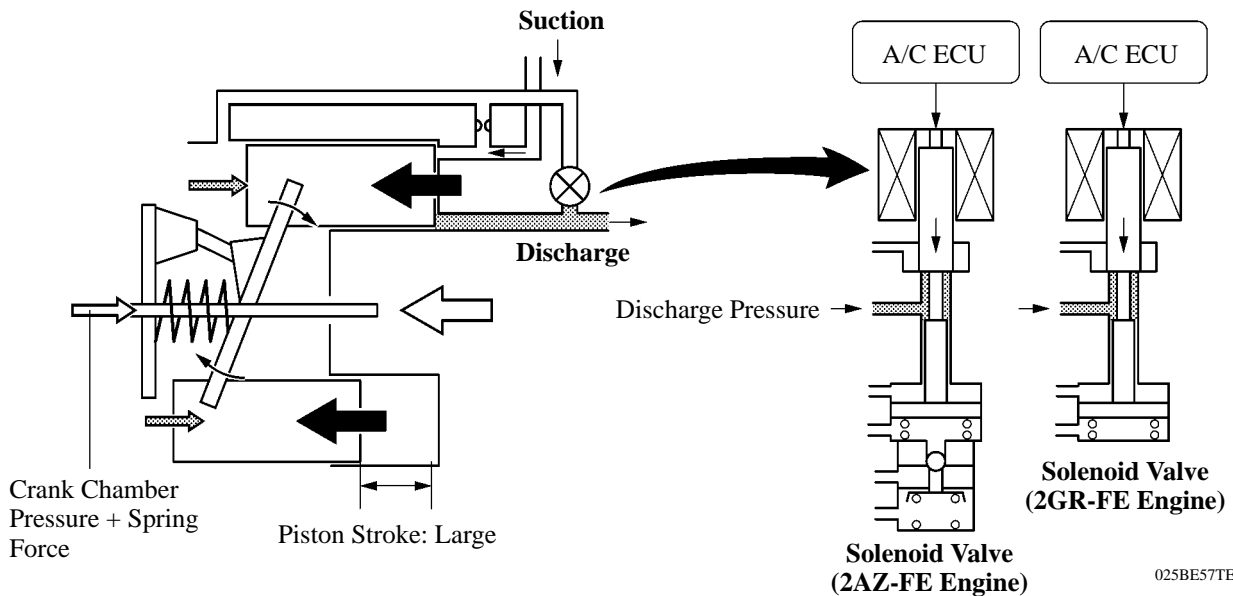 Suction
A/C ECU
A/C ECU
Discharge
Discharge Pressure
Crank Chamber
Pressure + Spring
Force
Piston Stroke: Large
Solenoid Valve
(2AZ-FE Engine)
Solenoid Valve
(2GR-FE Engine)
025BE57TE